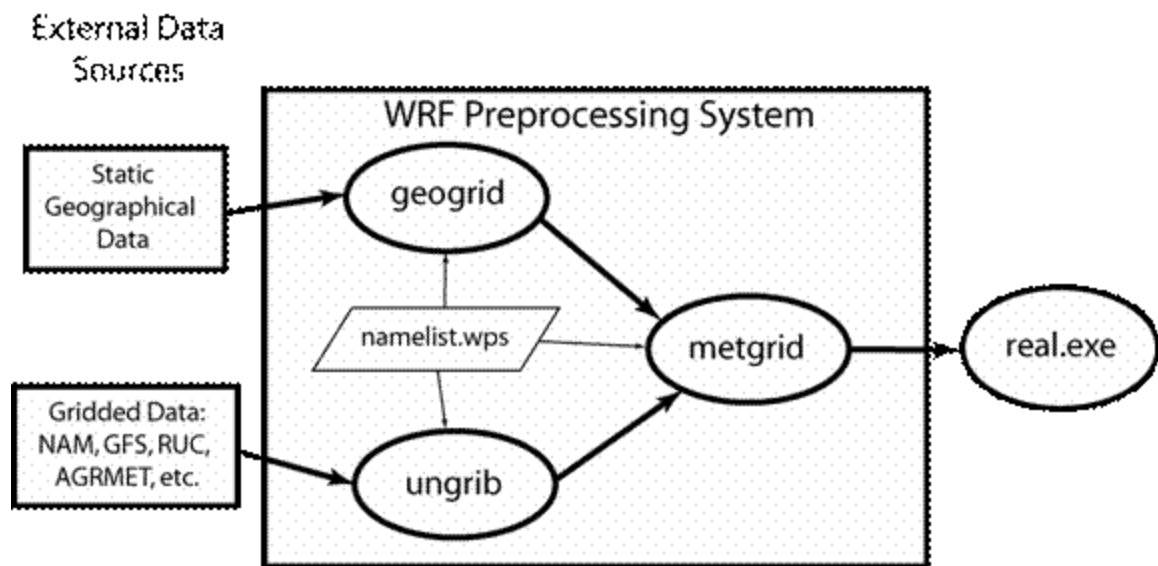 External Data
Sources
WRF Preprocessing System
Static
Geographical
Data
geogrid
namelist.wps
metgrid
real.exe
Gridded Data:
NAM, GFS, RUC,
AGRMET, etc.
ungrib